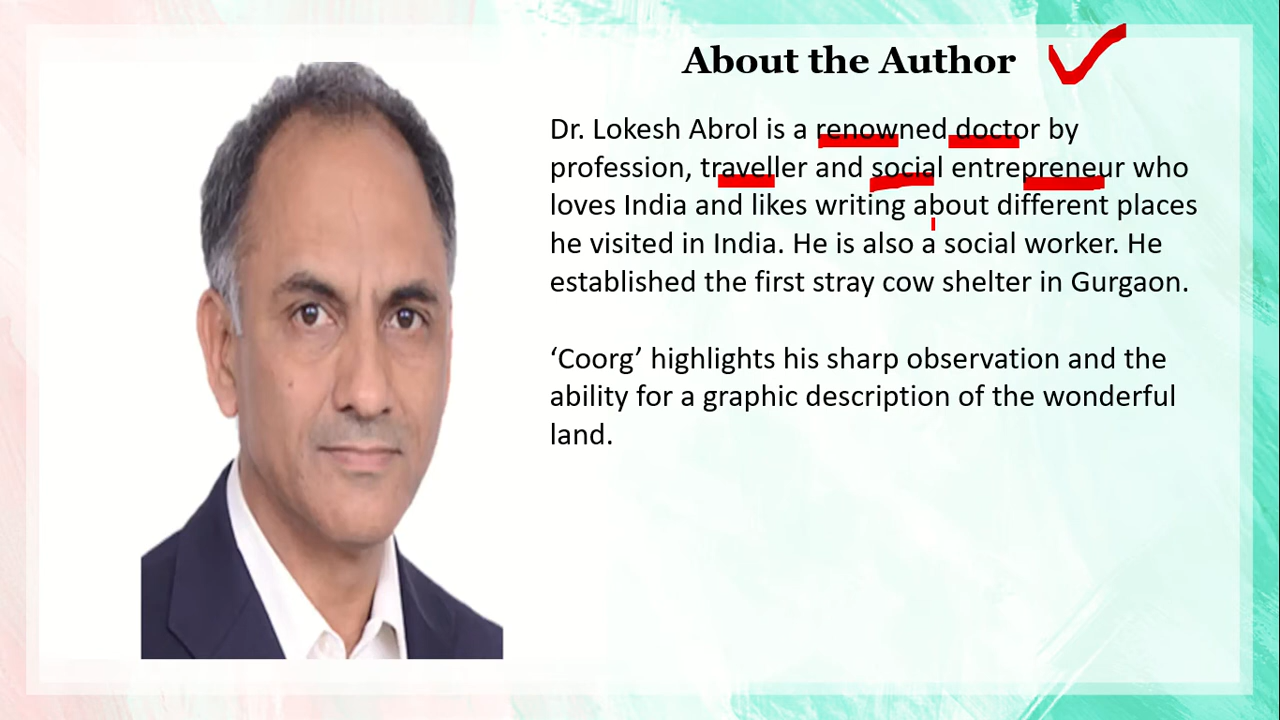 About the Author
Dr. Lokesh Abrol is a renowned doctor by
profession, traveller and social entrepreneur who
loves India and likes writing about different places
he visited in India. He is also a social worker. He
established the first stray cow shelter in Gurgaon.
‘Coorg’ highlights his sharp observation and the
ability for a graphic description of the wonderful
land.